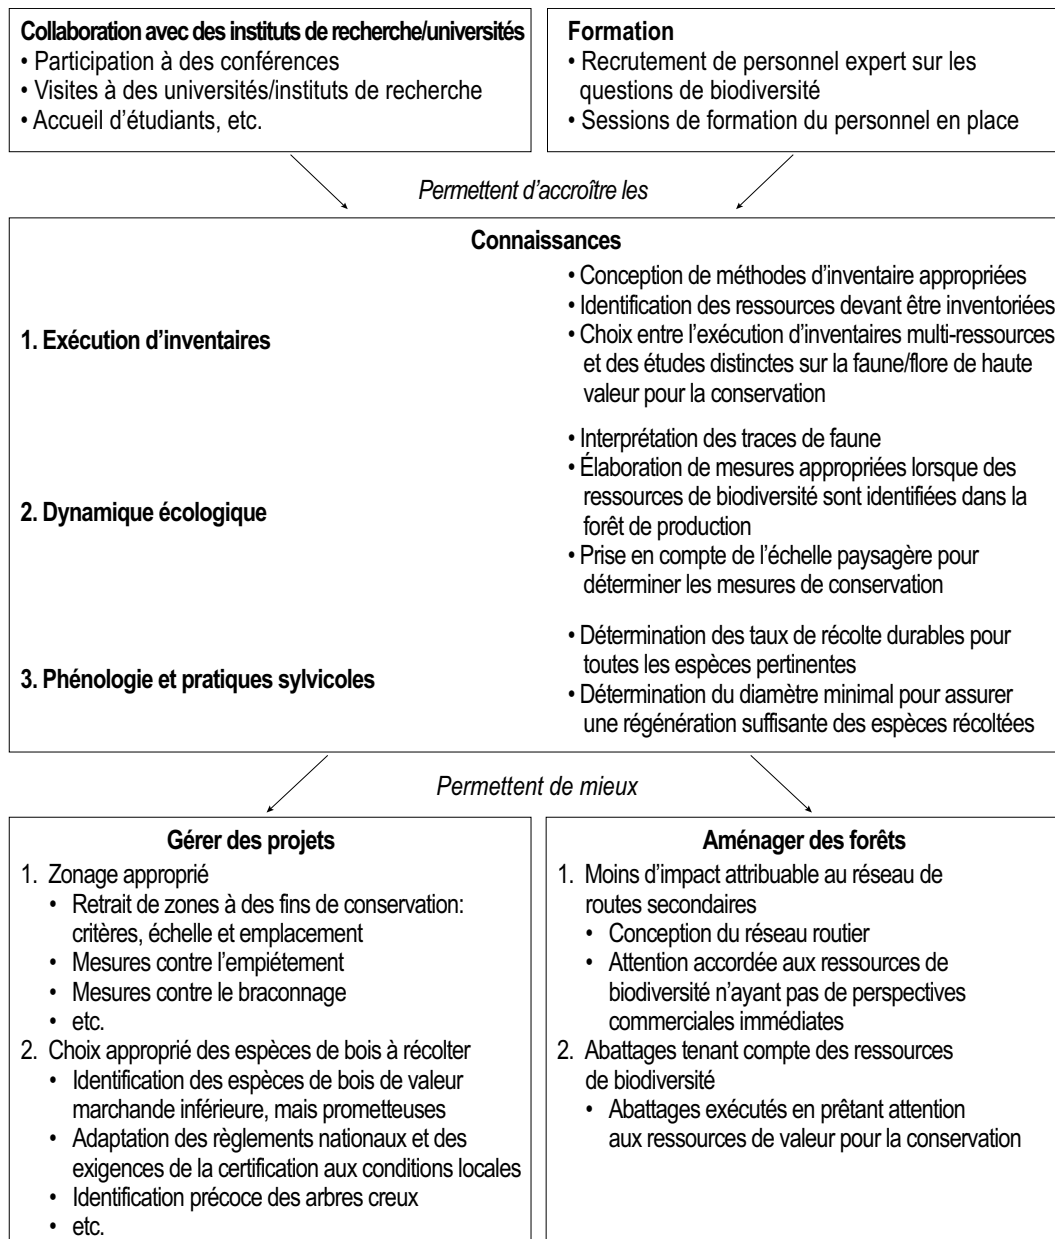 Collaboration avec des instituts de recherche/universités
• Participation à des conférences
• Visites à des universités/instituts de recherche
• Accueil d'étudiants, etc.
Formation
• Recrutement de personnel expert sur les
questions de biodiversité
• Sessions de formation du personnel en place
Permettent d'accroître les
Connaissances
1. Exécution d'inventaires
• Conception de méthodes d'inventaire appropriées
• Identification des ressources devant être inventoriées
• Choix entre l'exécution d'inventaires multi-ressources
et des études distinctes sur la faune/flore de haute
valeur pour la conservation
2. Dynamique écologique
• Interprétation des traces de faune
• Élaboration de mesures appropriées lorsque des
ressources de biodiversité sont identifiées dans la
forêt de production
• Prise en compte de l'échelle paysagère pour
déterminer les mesures de conservation
3. Phénologie et pratiques sylvicoles
• Détermination des taux de récolte durables pour
toutes les espèces pertinentes
• Détermination du diamètre minimal pour assurer
une régénération suffisante des espèces récoltées
Permettent de mieux
Gérer des projets
1. Zonage approprié
• Retrait de zones à des fins de conservation:
critères, échelle et emplacement
• Mesures contre l'empiétement
• Mesures contre le braconnage
• etc.
2. Choix approprié des espèces de bois à récolter
• Identification des espèces de bois de valeur
marchande inférieure, mais prometteuses
• Adaptation des règlements nationaux et des
exigences de la certification aux conditions locales
• Identification précoce des arbres creux
• etc.
Aménager des forêts
1. Moins d'impact attribuable au réseau de
routes secondaires
• Conception du réseau routier
• Attention accordée aux ressources de
biodiversité n'ayant pas de perspectives
commerciales immédiates
2. Abattages tenant compte des ressources
de biodiversité
• Abattages exécutés en prêtant attention
aux ressources de valeur pour la conservation